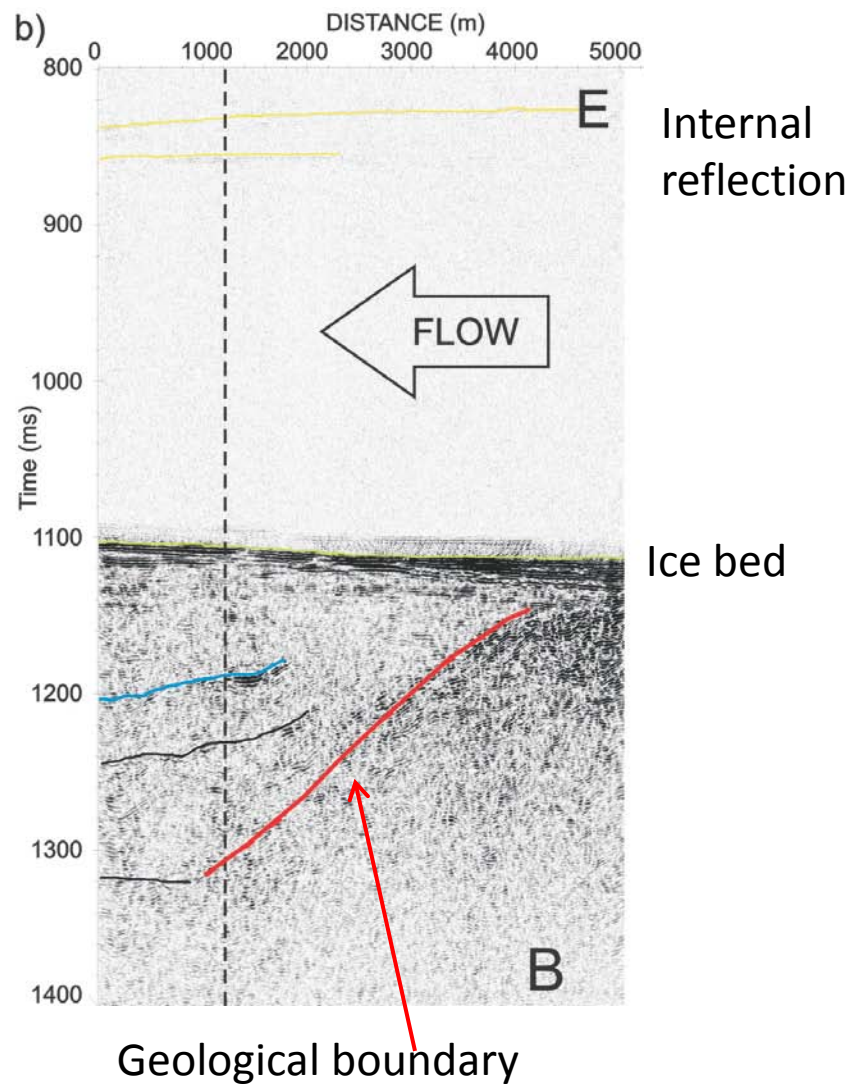 b)
DISTANCE (m)
0 1000 2000 3000 4000 5000
800
E
Internal
reflection
900
FLOW
1000
Time (ms)
1100
Ice bed
1200
1300
B
1400
Geological boundary